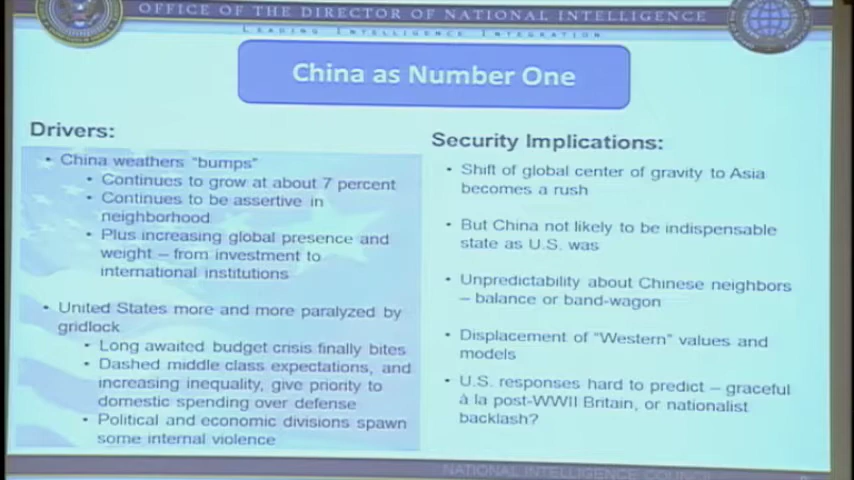 OFFICE OF THE DIRECTOR OF NATIONAL INTELLIGENCE
LEADING INTELLIGENCE INTEGRATION
China as Number One
Drivers:
• China weathers "bumps"
• Continues to grow at about 7 percent
• Continues to be assertive in
neighborhood
• Plus increasing global presence and
weight – from investment to
international institutions
• United States more and more paralyzed by
gridlock
• Long awaited budget crisis finally bites
• Dashed middle class expectations, and
increasing inequality, give priority to
domestic spending over defense
• Political and economic divisions spawn
some internal violence
Security Implications:
• Shift of global center of gravity to Asia
becomes a rush
• But China not likely to be indispensable
state as U.S. was
• Unpredictability about Chinese neighbors
– balance or band-wagon
• Displacement of "Western" values and
models
• U.S. responses hard to predict – graceful
à la post-WWII Britain, or nationalist
backlash?
NATIONAL INTELLIGENCE COUNCIL